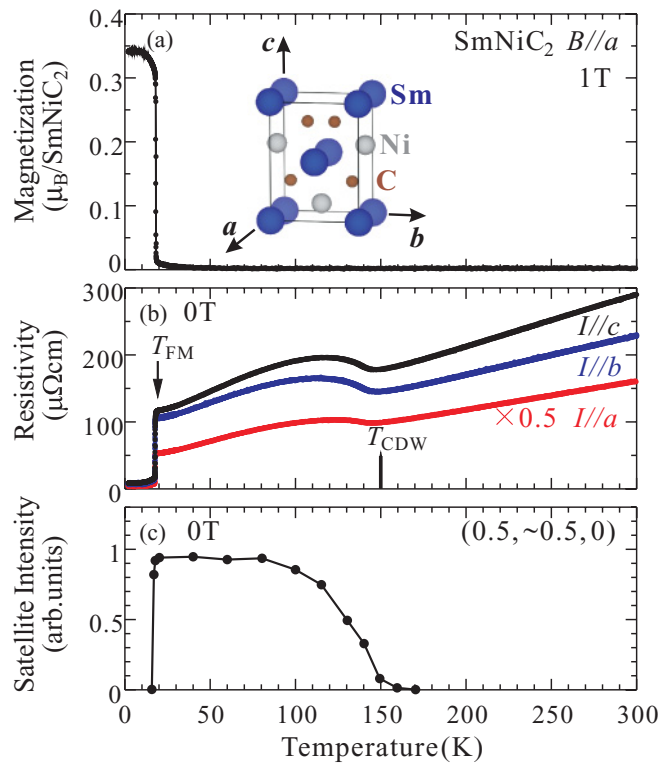 (a)
SmNiC₂ B//a
1T
c
Sm
Ni
C
a
b
Magnetization
(μB/SmNiC₂)
0.4
0.3
0.2
0.1
0
(b) 0T
TFM
I//c
I//b
×0.5 I//a
TCDW
Resistivity
(μΩcm)
300
200
100
0
(c) 0T
(0.5,~0.5,0)
Satellite Intensity
(arb.units)
1
0.5
0
0 50 100 150 200 250 300
Temperature(K)